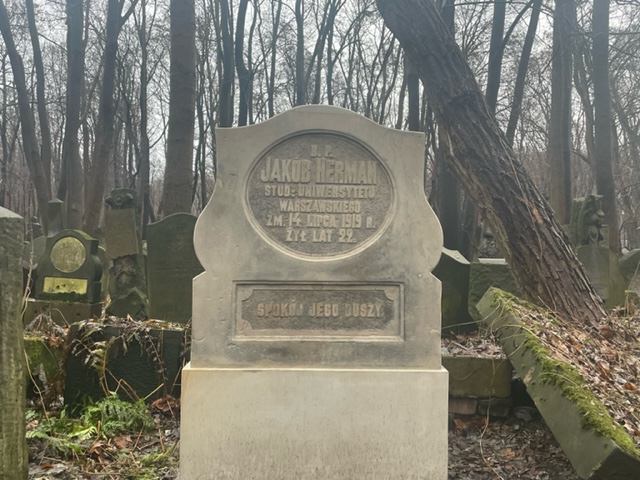 Ś. P.
JAKÓB HERMAN
STUD: UNIWERSYTETU
WARSZAWSKIEGO
ZM. 14 LIPCA 1919 R.
ŻYŁ LAT 22.
SPOKÓJ JEGO DUSZY